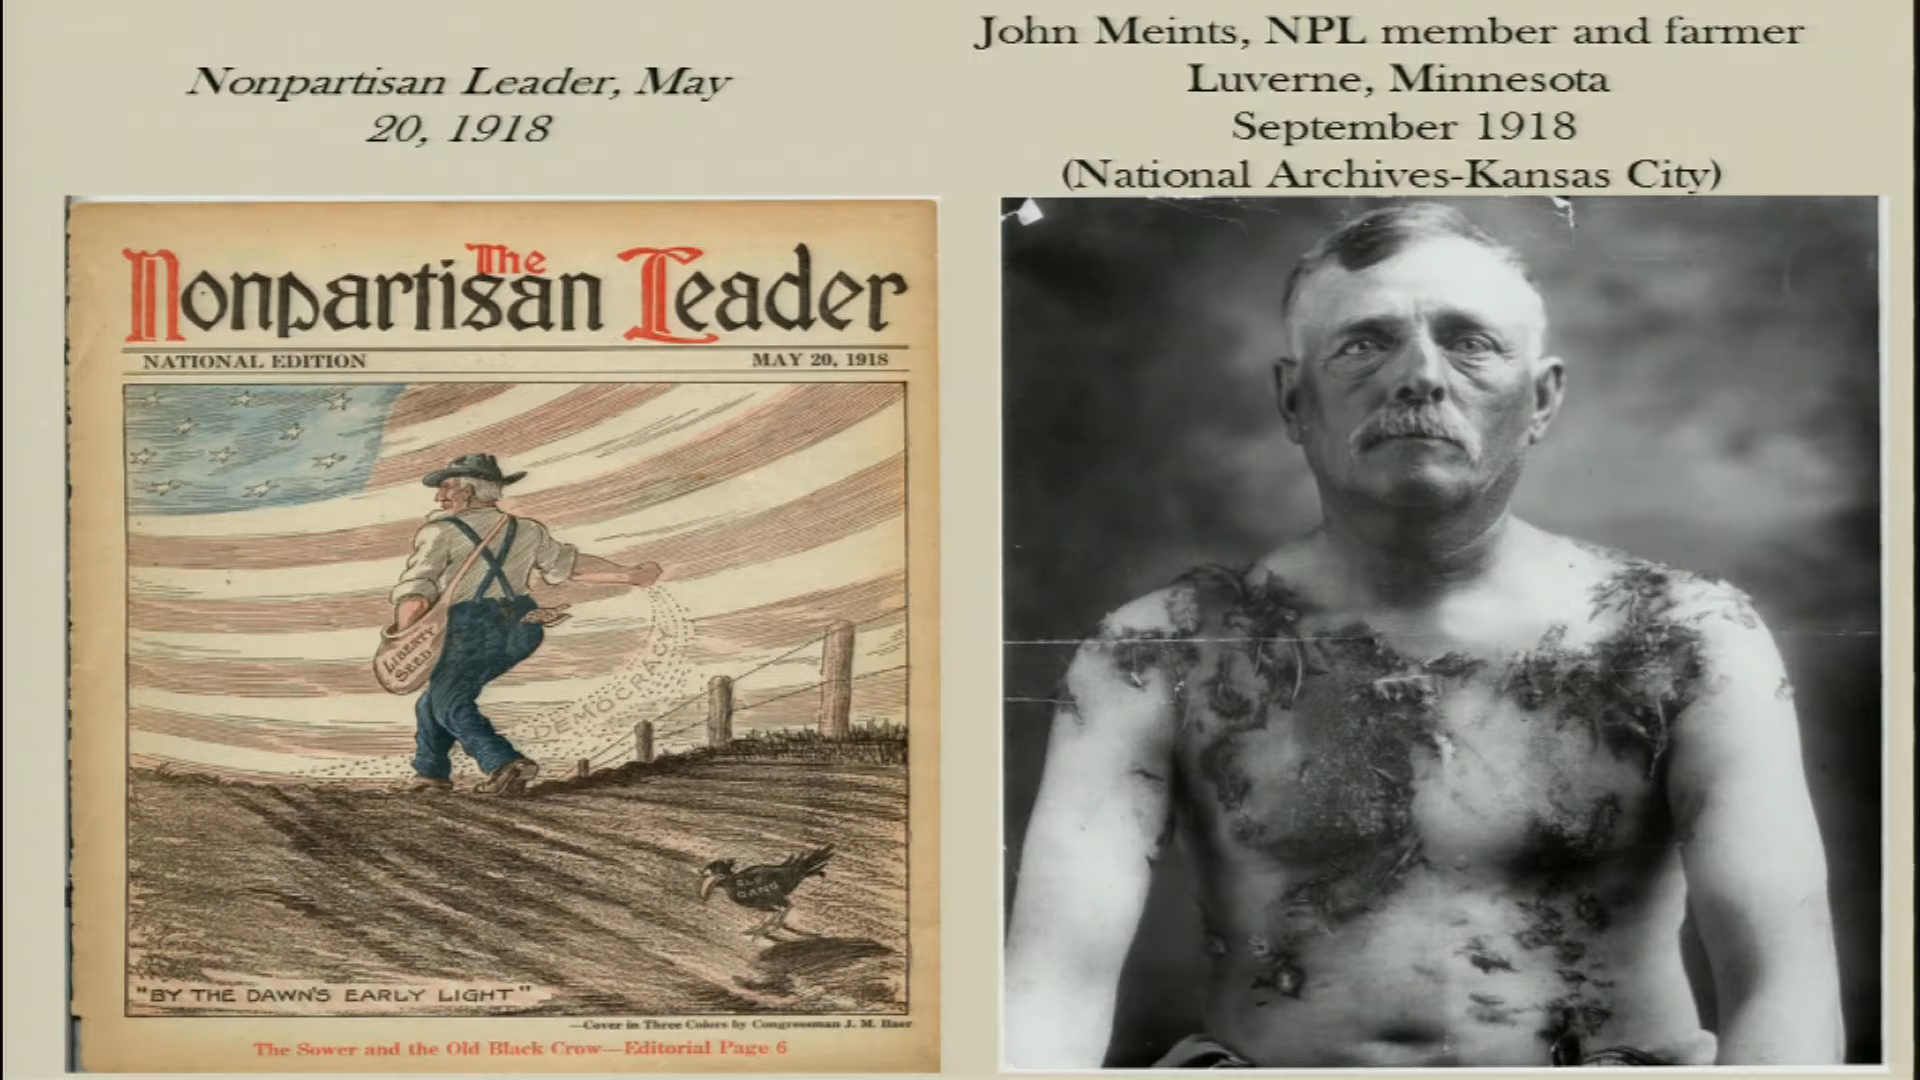 Nonpartisan Leader, May
20, 1918
John Meints, NPL member and farmer
Luverne, Minnesota
September 1918
(National Archives-Kansas City)
The
Nonpartisan Leader
NATIONAL EDITION
MAY 20, 1918
LIBERTY
SEED
DEMOCRACY
OLD
GANG
"BY THE DAWN'S EARLY LIGHT"
—Cover in Three Colors by Congressman J. M. Baer
The Sower and the Old Black Crow—Editorial Page 6